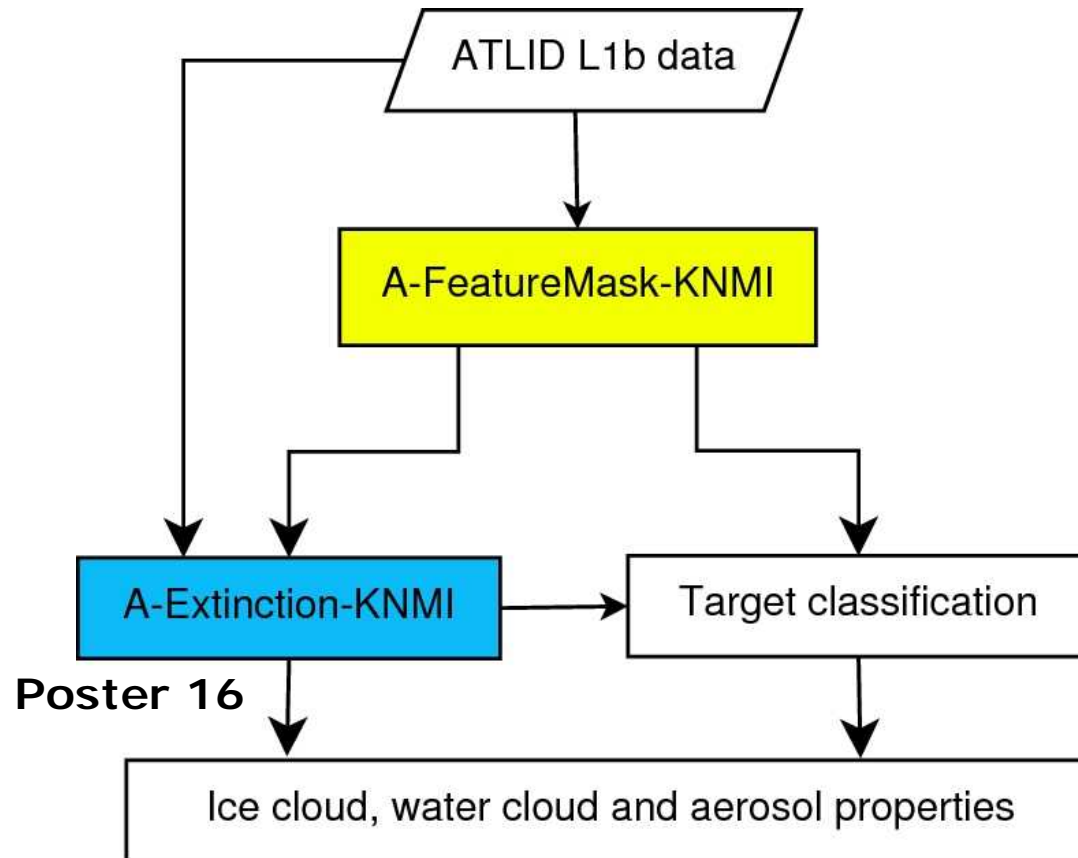 ATLID L1b data
A-FeatureMask-KNMI
A-Extinction-KNMI
Target classification
Poster 16
Ice cloud, water cloud and aerosol properties